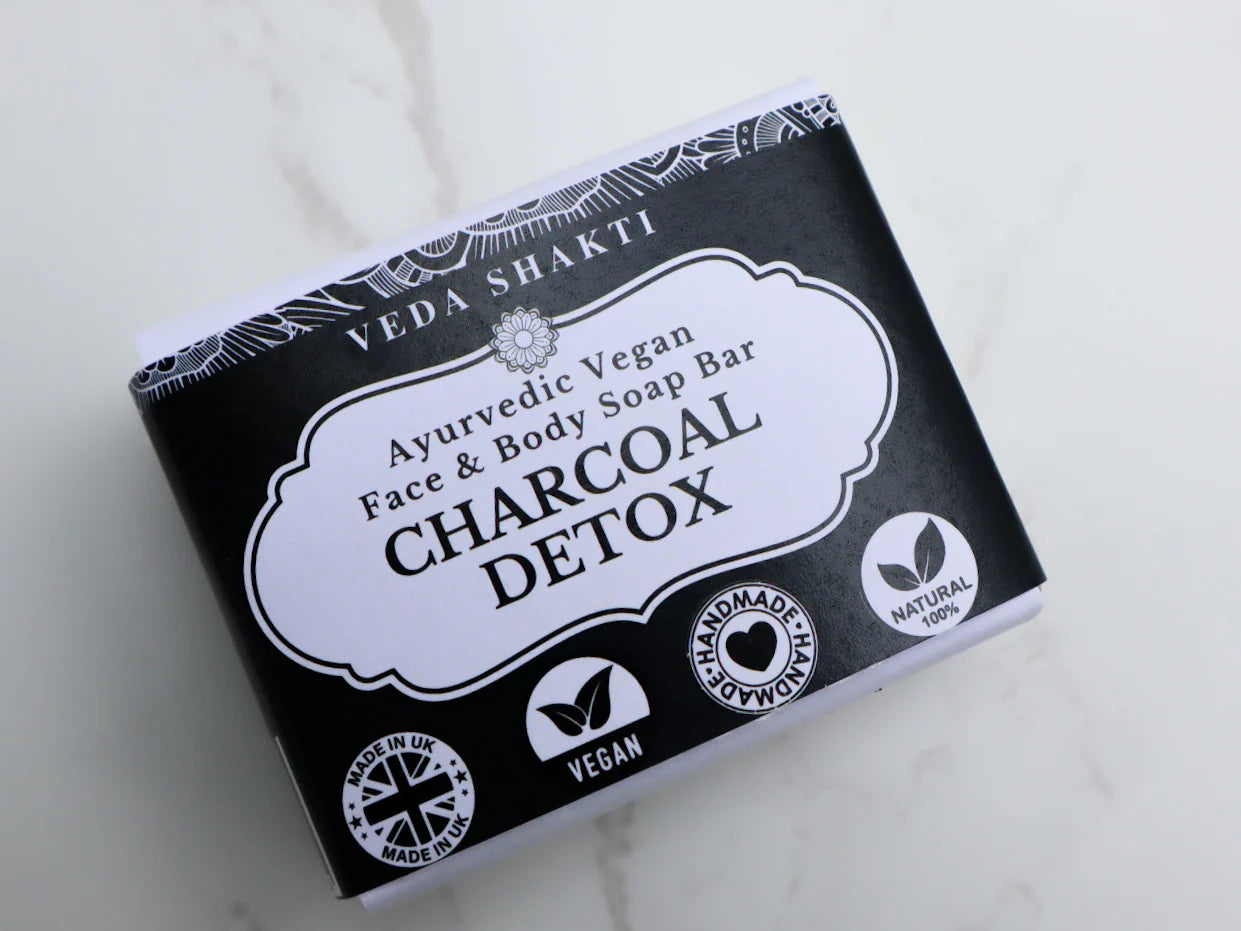 VEDA SHAKTI
Ayurvedic Vegan
Face & Body Soap Bar
CHARCOAL
DETOX
MADE IN UK
MADE IN UK
VEGAN
HANDMADE
HANDMADE
NATURAL
100%